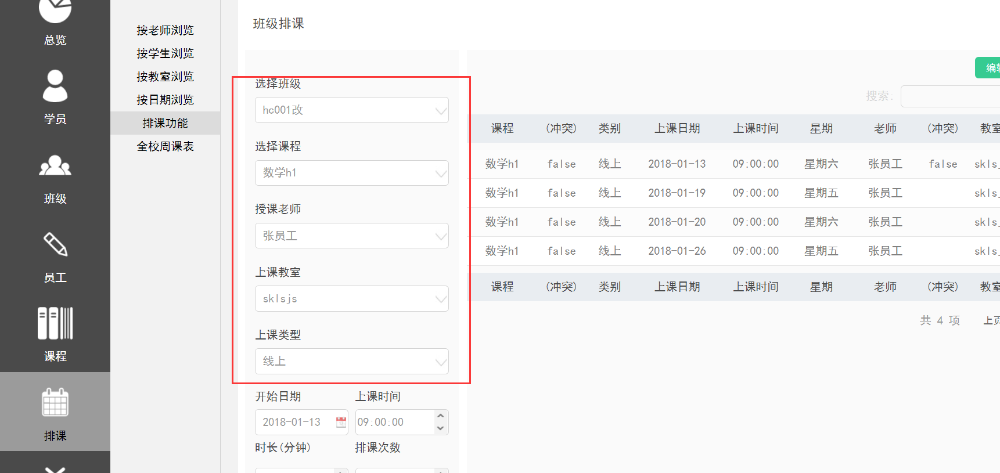 总览
学员
班级
员工
课程
排课
按老师浏览
按学生浏览
按教室浏览
按日期浏览
排课功能
全校周课表
班级排课
选择班级
hc001改
选择课程
数学h1
授课老师
张员工
上课教室
sklsjs
上课类型
线上
开始日期 上课时间
2018-01-13 09:00:00
时长(分钟) 排课次数
搜索:
课程 (冲突) 类别 上课日期 上课时间 星期 老师 (冲突) 教室
数学h1 false 线上 2018-01-13 09:00:00 星期六 张员工 false skls
数学h1 false 线上 2018-01-19 09:00:00 星期五 张员工 skls
数学h1 false 线上 2018-01-20 09:00:00 星期六 张员工 skls
数学h1 false 线上 2018-01-26 09:00:00 星期五 张员工 skls
课程 (冲突) 类别 上课日期 上课时间 星期 老师 (冲突) 教室
共 4 项 上页